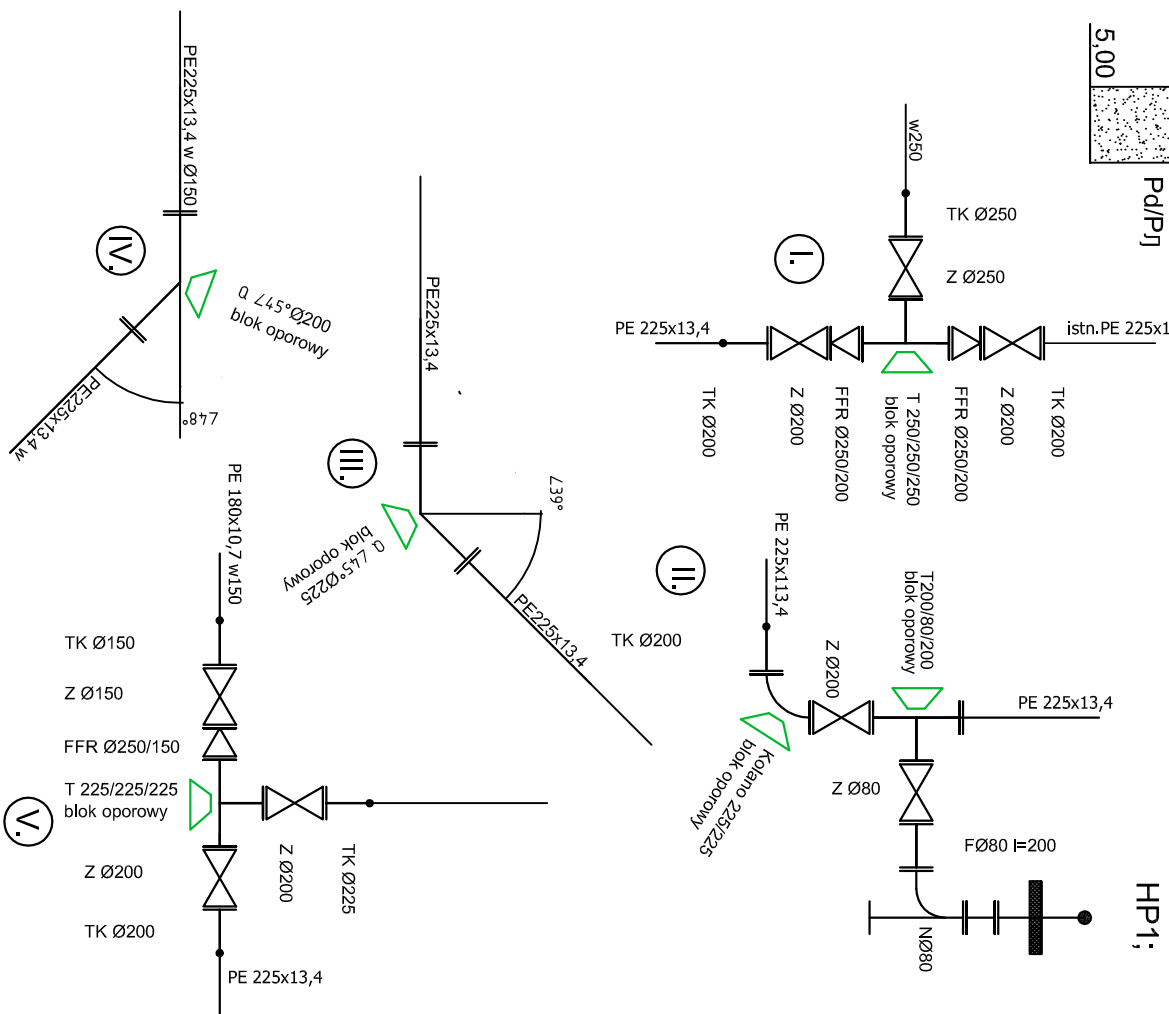 5,00
Pd/Pπ
w250
TK Ø250
Z Ø250
I.
PE 225x13,4
istn.PE 225x1
TK Ø200
Z Ø200
FFR Ø250/200
T 250/250/250
blok oporowy
FFR Ø250/200
Z Ø200
TK Ø200
PE225x13,4 w Ø150
IV.
Q ∠45°Ø200
blok oporowy
PE225x13,4 w
∠48°
PE225x13,4
III.
∠39°
Q ∠45°Ø225
blok oporowy
PE225x13,4
II.
PE 225x113,4
TK Ø200
Z Ø200
T200/80/200
blok oporowy
PE 225x13,4
Kolano 225/225
blok oporowy
Z Ø80
FØ80 l=200
NØ80
HP1;
PE 180x10,7 w150
TK Ø150
Z Ø150
FFR Ø250/150
T 225/225/225
blok oporowy
V.
Z Ø200
TK Ø225
Z Ø200
TK Ø200
PE 225x13,4